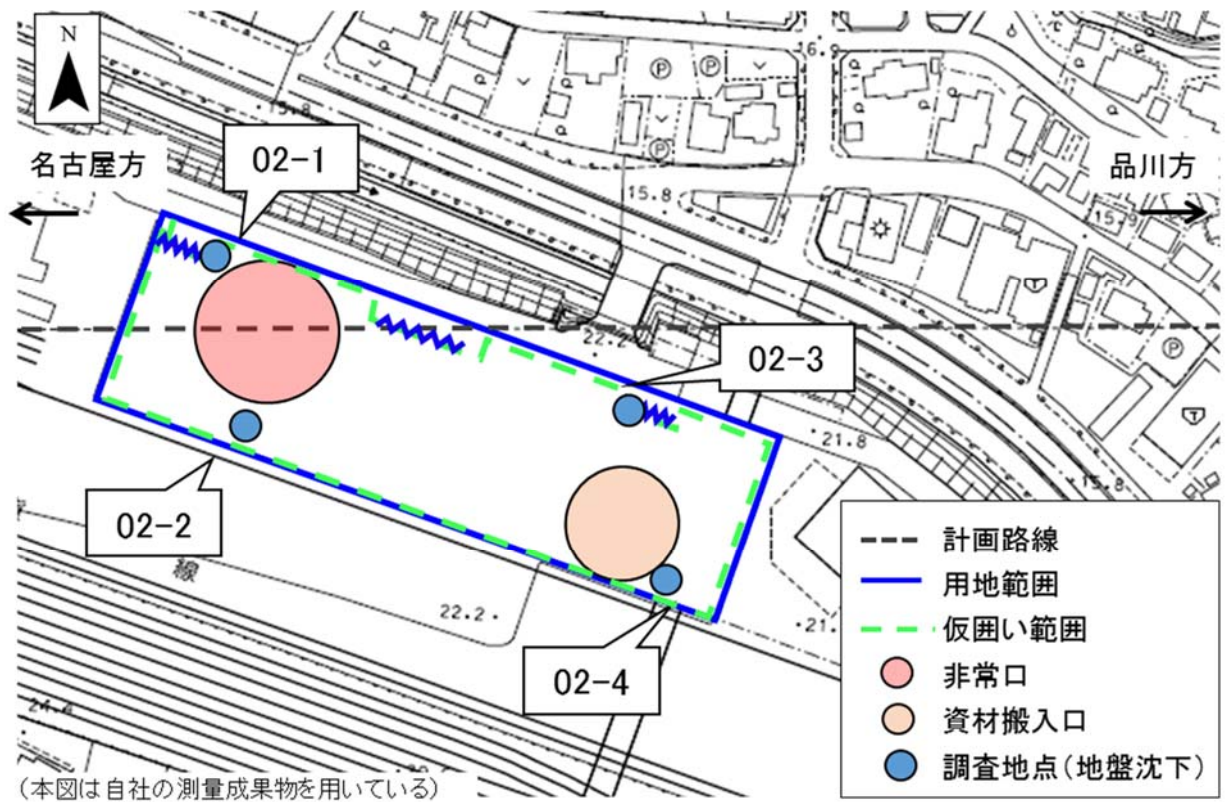 N
16.9
Ⓟ
Ⓟ
15.8
名古屋方
02-1
品川方
Ⓟ
15.8
15.9
02-3
22.2
Ⓟ
21.8
15.8
02-2
線
22.2
21.
02-4
24.4
計画路線
用地範囲
仮囲い範囲
非常口
資材搬入口
調査地点(地盤沈下)
(本図は自社の測量成果物を用いている)